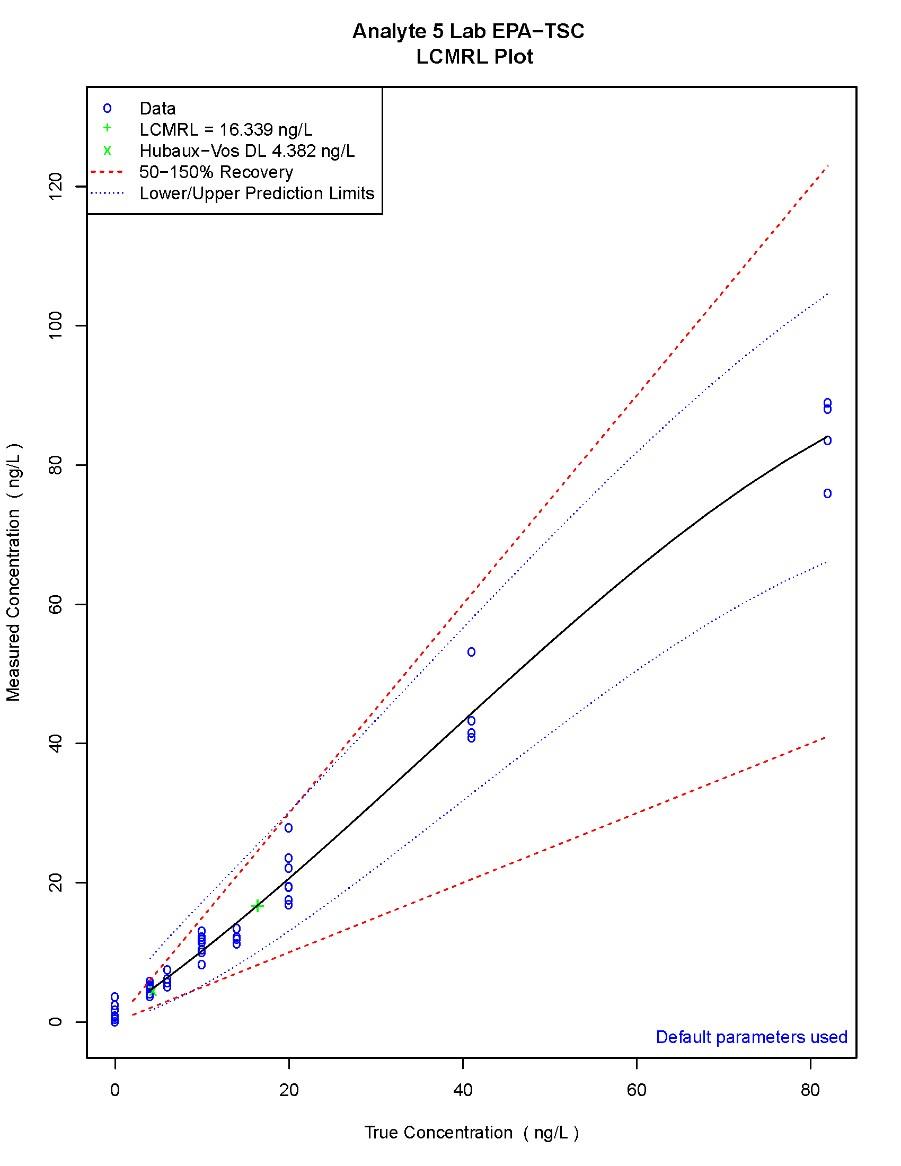 Analyte 5 Lab EPA−TSC
LCMRL Plot
Data
LCMRL = 16.339 ng/L
Hubaux−Vos DL 4.382 ng/L
50−150% Recovery
Lower/Upper Prediction Limits
120
100
80
60
40
20
0
Measured Concentration ( ng/L )
Default parameters used
0 20 40 60 80
True Concentration ( ng/L )